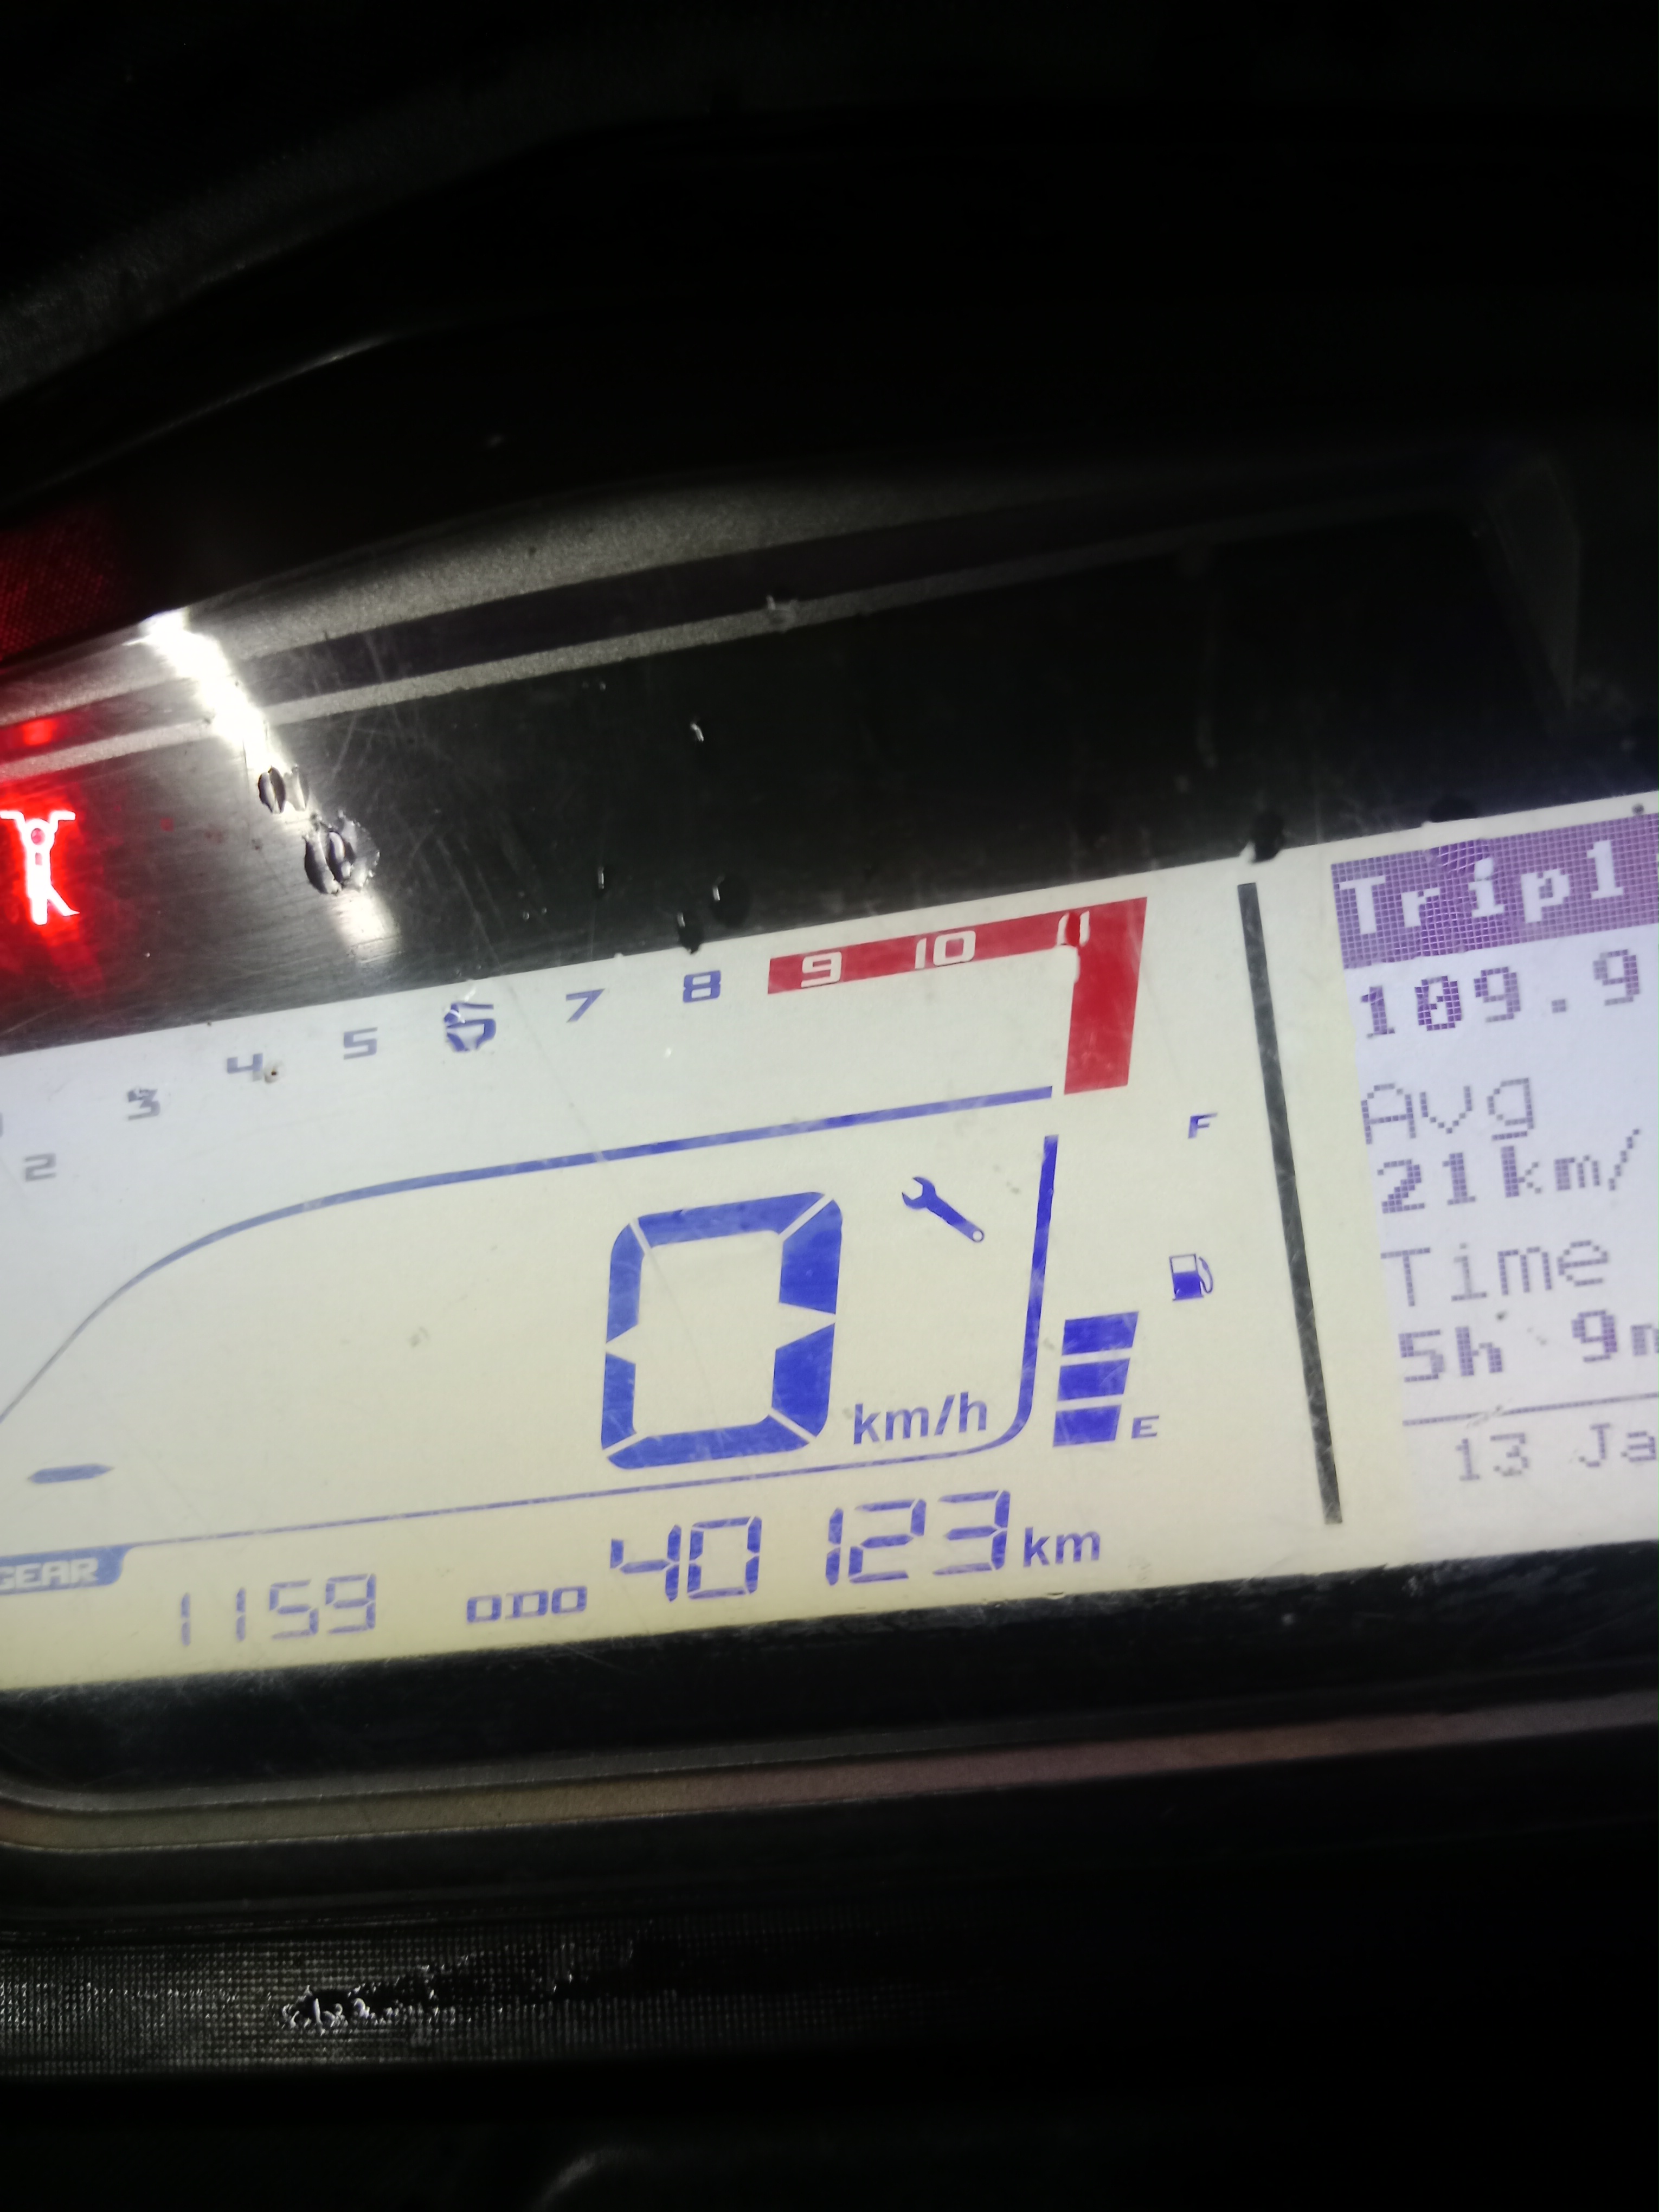 2 3 4 5 6 7 8 9 10 11
F
0 km/h
E
GEAR
1159 ODO 40123 km
Trip1
109.9
Avg
21km/
Time
5h 9m
13 Ja